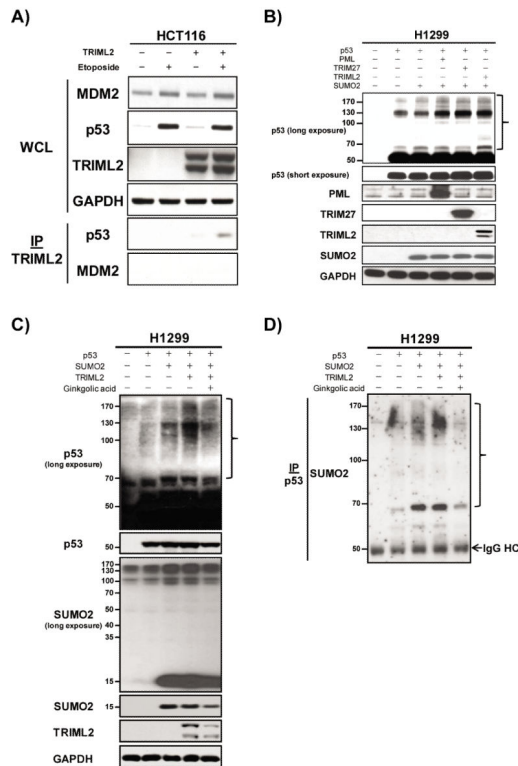 A)
HCT116
TRIML2 – – + +
Etoposide – + – +
WCL
MDM2
p53
TRIML2
GAPDH
IP
TRIML2
p53
MDM2
B)
H1299
p53 – + + + + +
PML – – – + – –
TRIM27 – – – – + –
TRIML2 – – – – – +
SUMO2 – – + + + +
170
130
100
70
50
p53 (long exposure)
p53 (short exposure)
PML
TRIM27
TRIML2
SUMO2
GAPDH
C)
H1299
p53 – + + + +
SUMO2 – – + + +
TRIML2 – – – + +
Ginkgolic acid – – – – +
170
130
100
70
50
p53
(long exposure)
p53
50
170
130
100
70
50
40
35
15
SUMO2
(long exposure)
SUMO2
15
TRIML2
GAPDH
D)
H1299
p53 – + + + +
SUMO2 – – + + +
TRIML2 – – – + +
Ginkgolic acid – – – – +
170
130
100
70
50
IP
p53
SUMO2
IgG HC